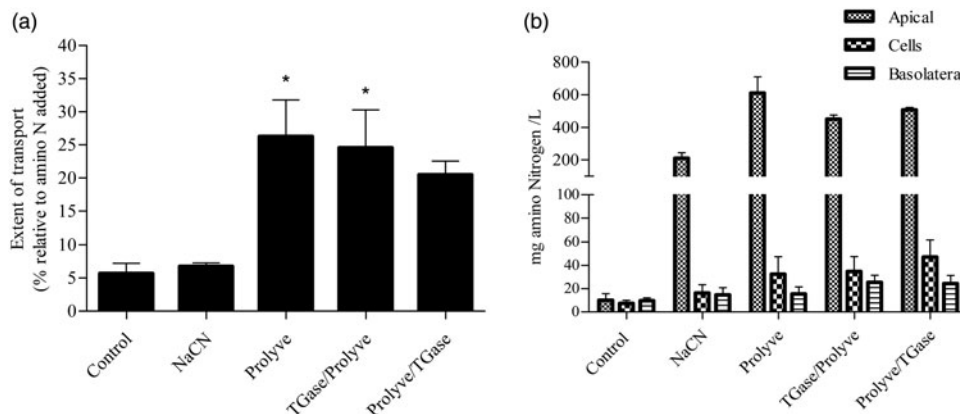 (a)
Extent of transport
(% relative to amino N added)
40
35
30
25
20
15
10
5
0
*
*
Control
NaCN
Prolyve
TGase/Prolyve
Prolyve/TGase
(b)
Apical
Cells
Basolatera
mg amino Nitrogen /L
800
600
400
200
100
80
60
40
20
0
Control
NaCN
Prolyve
TGase/Prolyve
Prolyve/TGase